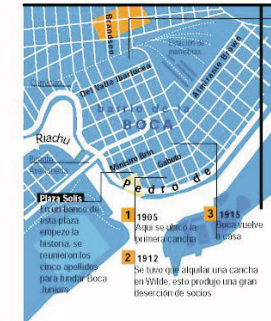 Brandsen
Estación de
maniobras
Del Valle Ibarlucea
Almirante Brown
barrio de la
BOCA
Riachu
Ministro Brin
Gaboto
Pedro de
Plaza Solís
En un banco de
esta plaza
empezo la
historia, se
reunieron los
cinco apellidos
para fundar Boca
Juniors
1 1905
Aqui se ubicó la
primera cancha
2 1912
Se tuvo que alquilar una cancha
en Wilde, esto produjo una gran
deserción de socios
3 1915
Boca vuelve
a casa